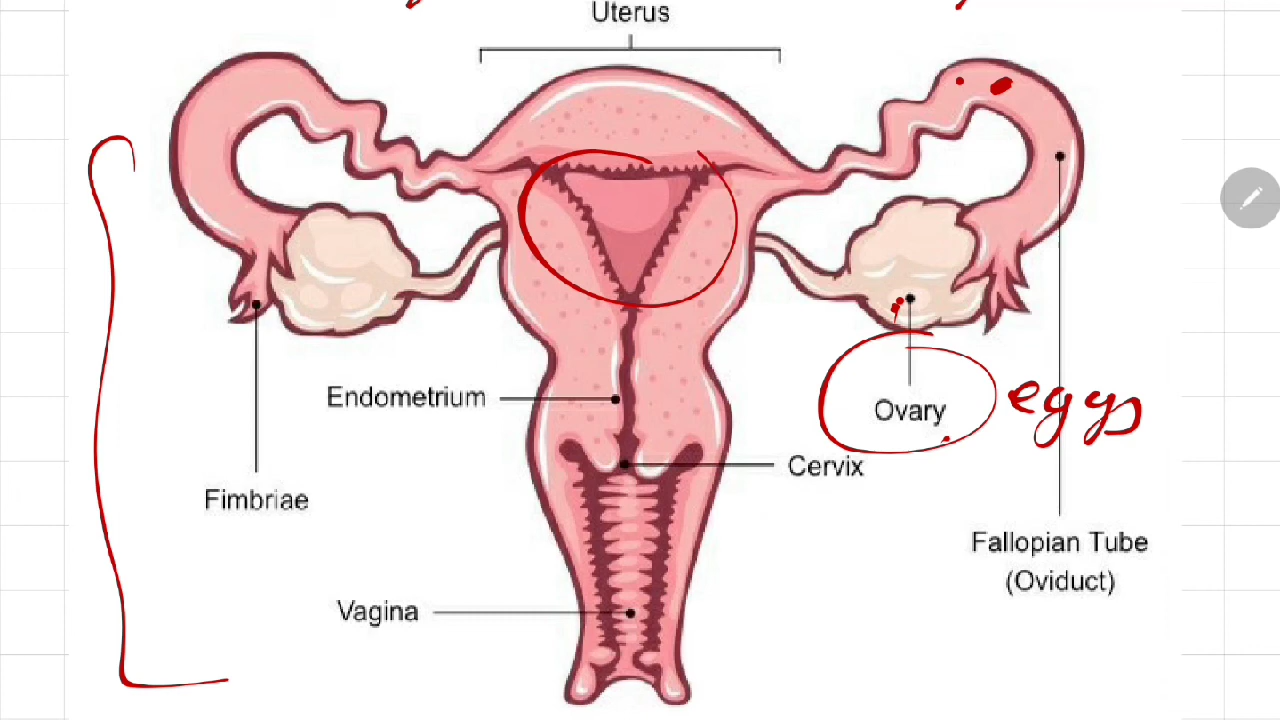 Uterus
Endometrium
Ovary
eggs
Cervix
Fimbriae
Fallopian Tube
(Oviduct)
Vagina